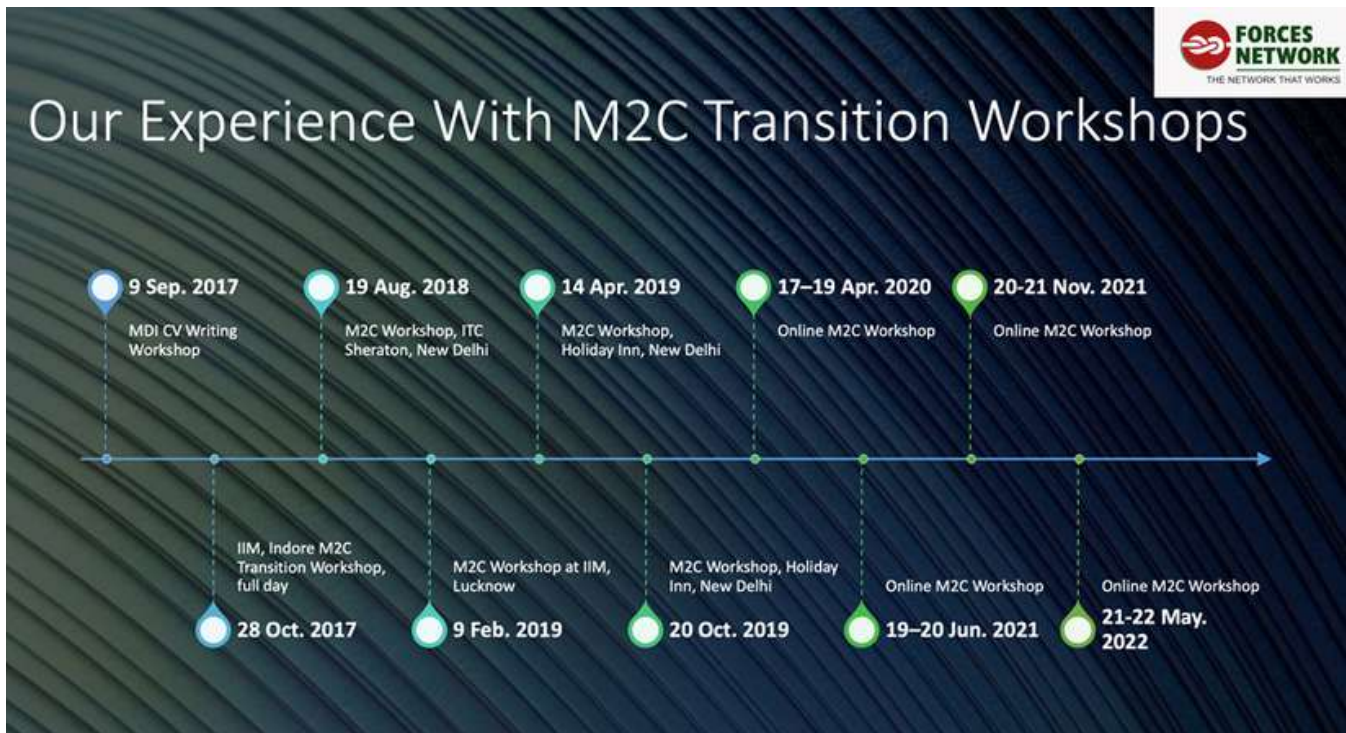 FORCES
NETWORK
THE NETWORK THAT WORKS
Our Experience With M2C Transition Workshops
9 Sep. 2017
MDI CV Writing
Workshop
19 Aug. 2018
M2C Workshop, ITC
Sheraton, New Delhi
14 Apr. 2019
M2C Workshop,
Holiday Inn, New Delhi
17–19 Apr. 2020
Online M2C Workshop
20-21 Nov. 2021
Online M2C Workshop
IIM, Indore M2C
Transition Workshop,
full day
28 Oct. 2017
M2C Workshop at IIM,
Lucknow
9 Feb. 2019
M2C Workshop, Holiday
Inn, New Delhi
20 Oct. 2019
Online M2C Workshop
19–20 Jun. 2021
Online M2C Workshop
21-22 May.
2022